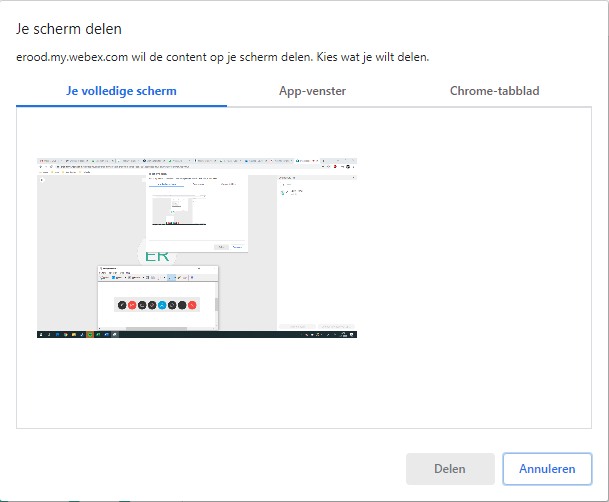 Je scherm delen
erood.my.webex.com wil de content op je scherm delen. Kies wat je wilt delen.
Je volledige scherm
App-venster
Chrome-tabblad
ER
Delen
Annuleren